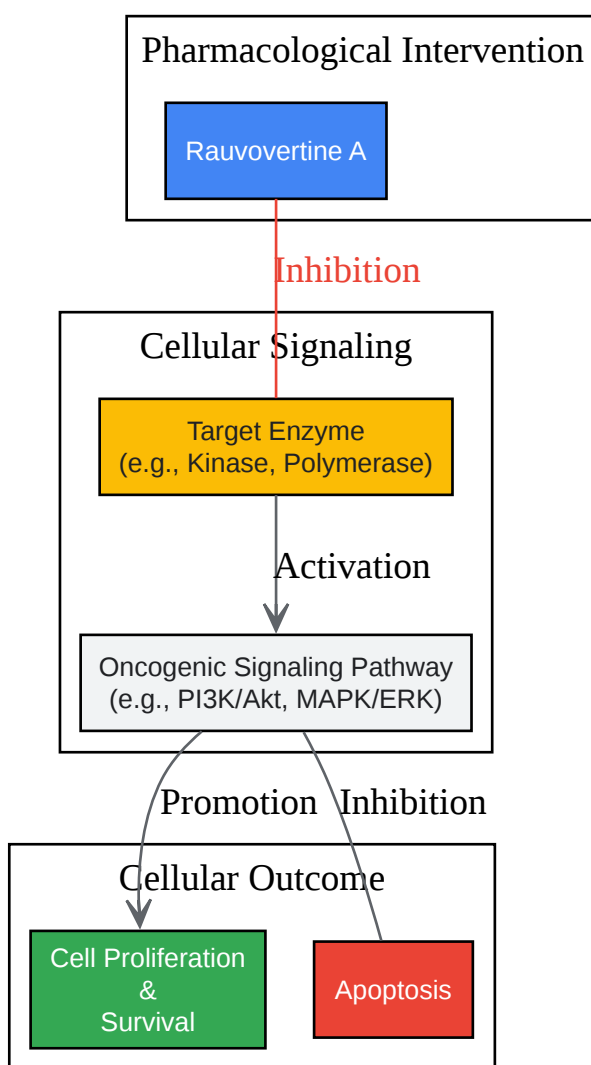 Pharmacological Intervention
Rauvovertine A
Inhibition
Cellular Signaling
Target Enzyme
(e.g., Kinase, Polymerase)
Activation
Oncogenic Signaling Pathway
(e.g., PI3K/Akt, MAPK/ERK)
Promotion
Inhibition
Cellular Outcome
Cell Proliferation
&
Survival
Apoptosis